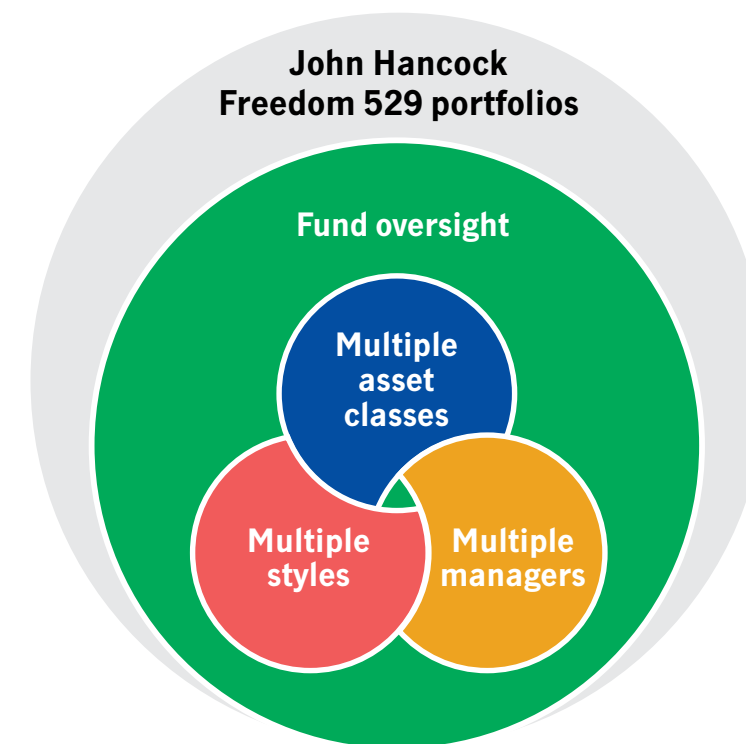 John Hancock
Freedom 529 portfolios
Fund oversight
Multiple
asset
classes
Multiple
styles
Multiple
managers